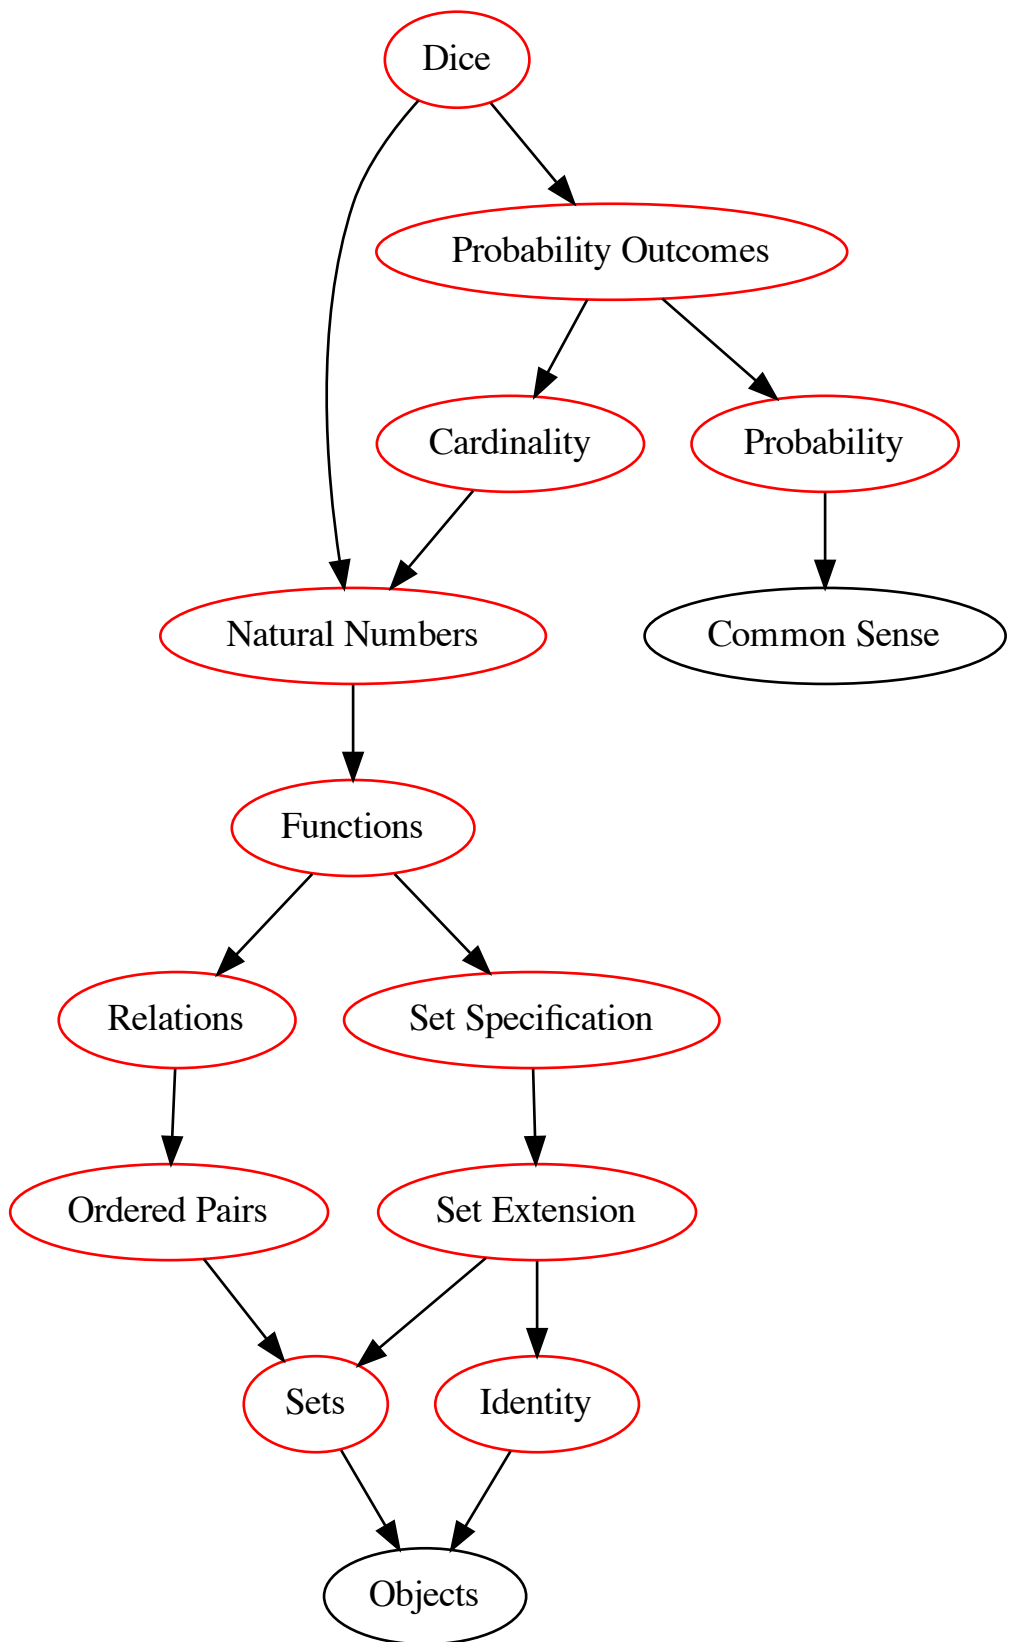 Dice
Probability Outcomes
Cardinality
Probability
Natural Numbers
Common Sense
Functions
Relations
Set Specification
Ordered Pairs
Set Extension
Sets
Identity
Objects